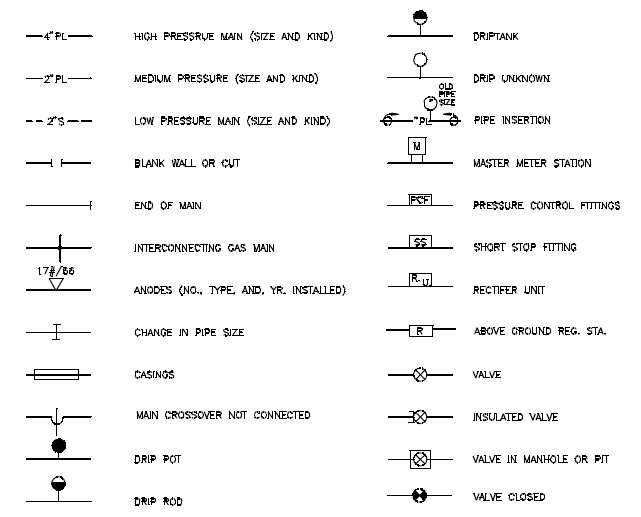 4" PL HIGH PRESSRUE MAIN (SIZE AND KIND)
2" PL MEDIUM PRESSURE (SIZE AND KIND)
2" S LOW PRESSURE MAIN (SIZE AND KIND)
BLANK WALL OR CUT
END OF MAIN
INTERCONNECTING GAS MAIN
17#/66
ANODES (NO., TYPE, AND, YR. INSTALLED)
CHANGE IN PIPE SIZE
CASINGS
MAIN CROSSOVER NOT CONNECTED
DRIP POT
DRIP ROD
DRIPTANK
DRIP UNKNOWN
OLD
PIPE
SIZE
"PL PIPE INSERTION
M
MASTER METER STATION
PCF PRESSURE CONTROL FITTINGS
SS SHORT STOP FITTING
R.U. RECTIFER UNIT
R ABOVE GROUND REG. STA.
VALVE
INSULATED VALVE
VALVE IN MANHOLE OR PIT
VALVE CLOSED